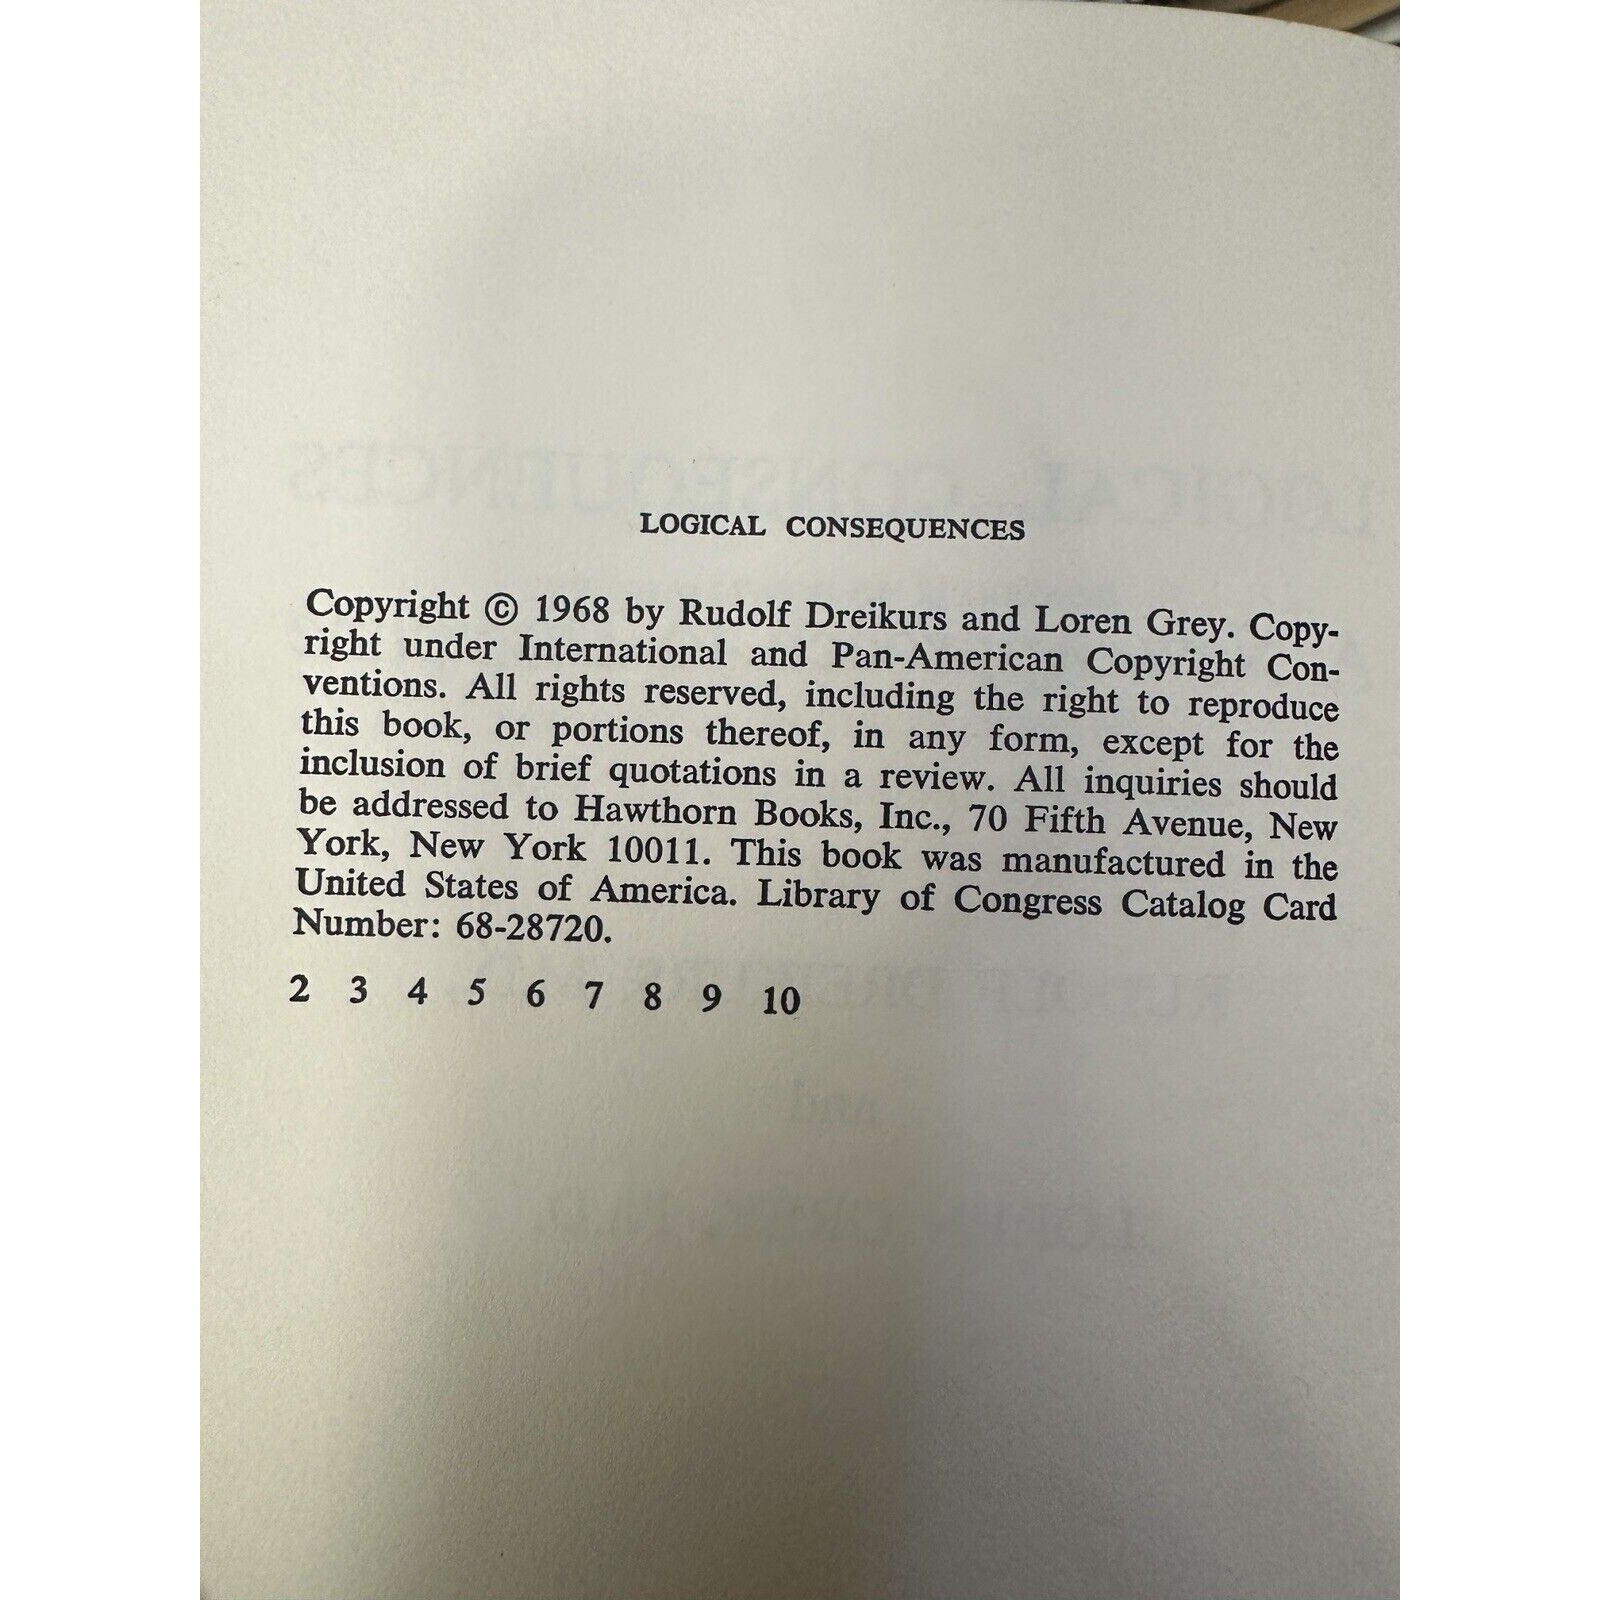 LOGICAL CONSEQUENCES
Copyright © 1968 by Rudolf Dreikurs and Loren Grey. Copy-
right under International and Pan-American Copyright Con-
ventions. All rights reserved, including the right to reproduce
this book, or portions thereof, in any form, except for the
inclusion of brief quotations in a review. All inquiries should
be addressed to Hawthorn Books, Inc., 70 Fifth Avenue, New
York, New York 10011. This book was manufactured in the
United States of America. Library of Congress Catalog Card
Number: 68-28720.
2 3 4 5 6 7 8 9 10